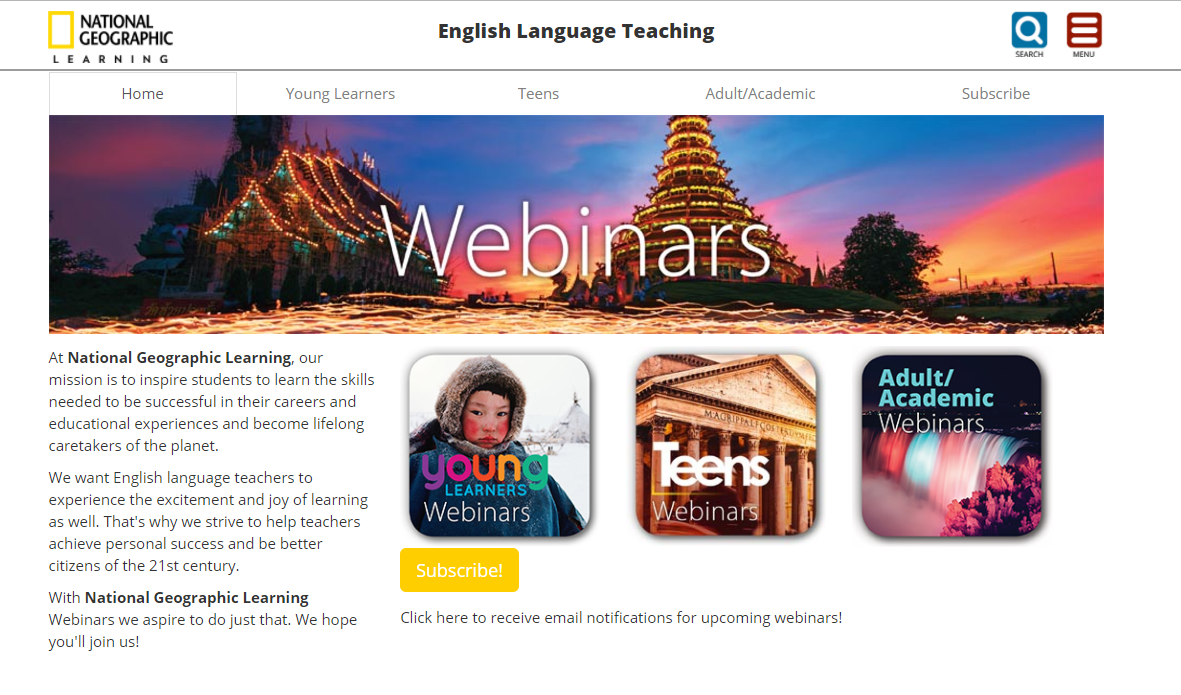 NATIONAL
GEOGRAPHIC
LEARNING
English Language Teaching
SEARCH
MENU
Home
Young Learners
Teens
Adult/Academic
Subscribe
Webinars
At National Geographic Learning, our
mission is to inspire students to learn the skills
needed to be successful in their careers and
educational experiences and become lifelong
caretakers of the planet.
We want English language teachers to
experience the excitement and joy of learning
as well. That's why we strive to help teachers
achieve personal success and be better
citizens of the 21st century.
With National Geographic Learning
Webinars we aspire to do just that. We hope
you'll join us!
young
LEARNERS
Webinars
Teens
Webinars
Adult/
Academic
Webinars
Subscribe!
Click here to receive email notifications for upcoming webinars!